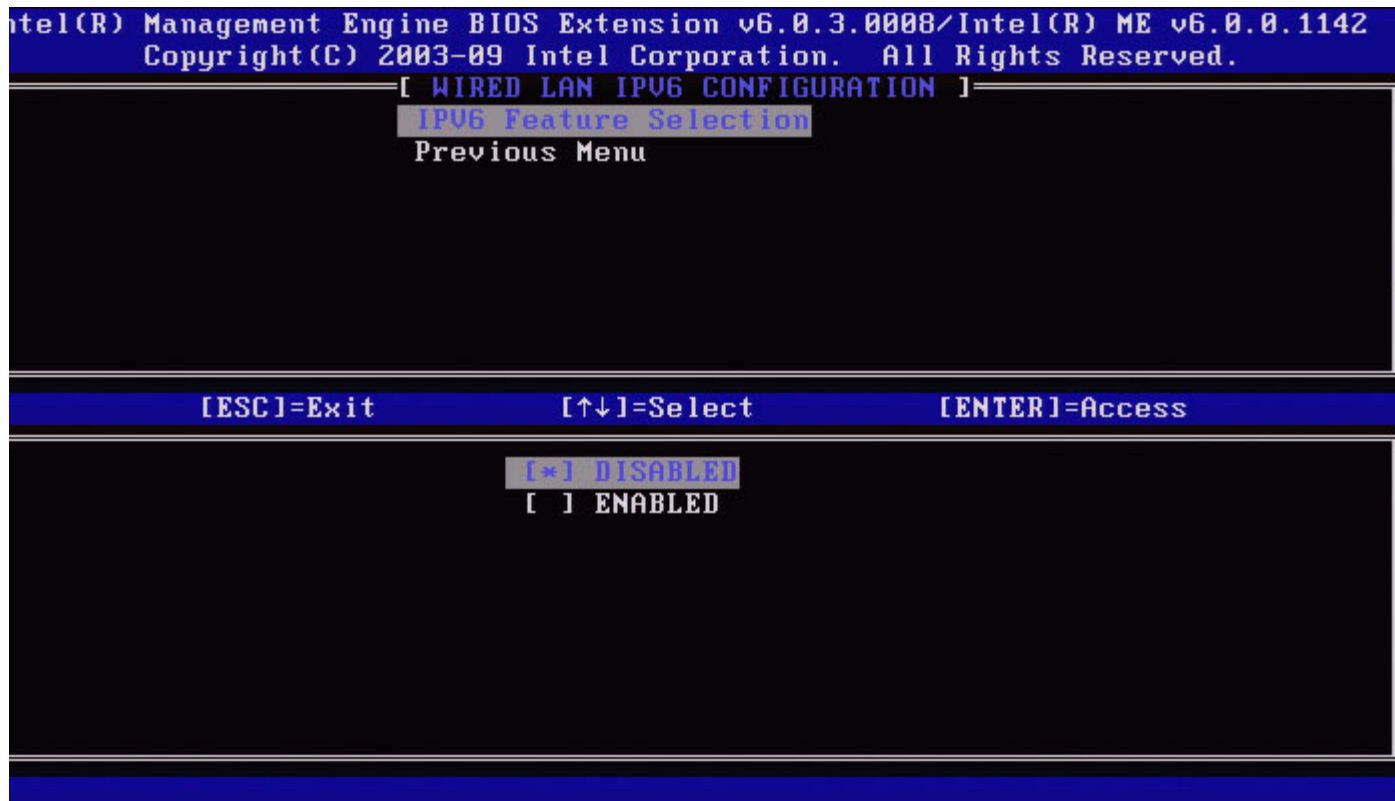 ntel(R) Management Engine BIOS Extension v6.0.3.0008/Intel(R) ME v6.0.0.1142
Copyright(C) 2003-09 Intel Corporation. All Rights Reserved.
[ WIRED LAN IPV6 CONFIGURATION ]
IPV6 Feature Selection
Previous Menu
[ESC]=Exit [↑↓]=Select [ENTER]=Access
[*] DISABLED
[ ] ENABLED